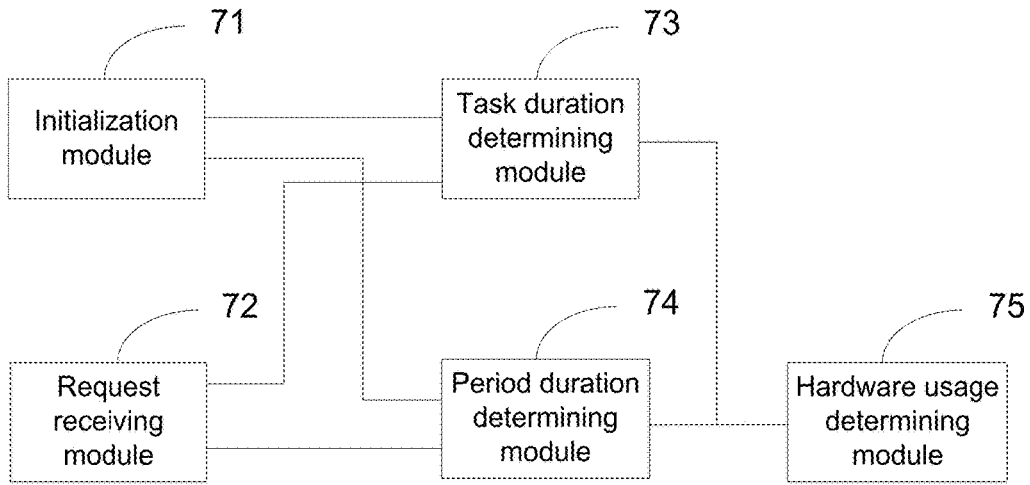 71
Initialization
module
73
Task duration
determining
module
72
Request
receiving
module
74
Period duration
determining
module
75
Hardware usage
determining
module